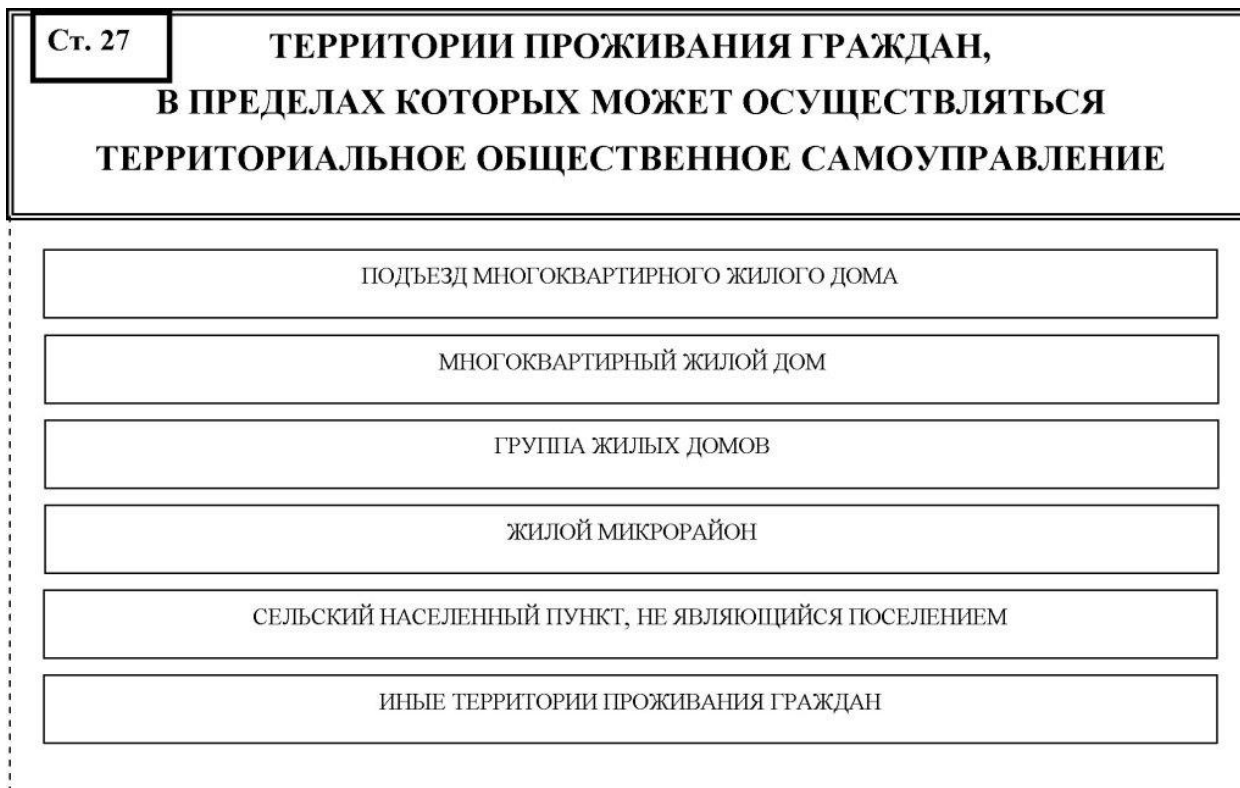 Ст. 27
ТЕРРИТОРИИ ПРОЖИВАНИЯ ГРАЖДАН,
В ПРЕДЕЛАХ КОТОРЫХ МОЖЕТ ОСУЩЕСТВЛЯТЬСЯ
ТЕРРИТОРИАЛЬНОЕ ОБЩЕСТВЕННОЕ САМОУПРАВЛЕНИЕ
ПОДЪЕЗД МНОГОКВАРТИРНОГО ЖИЛОГО ДОМА
МНОГОКВАРТИРНЫЙ ЖИЛОЙ ДОМ
ГРУППА ЖИЛЫХ ДОМОВ
ЖИЛОЙ МИКРОРАЙОН
СЕЛЬСКИЙ НАСЕЛЕННЫЙ ПУНКТ, НЕ ЯВЛЯЮЩИЙСЯ ПОСЕЛЕНИЕМ
ИНЫЕ ТЕРРИТОРИИ ПРОЖИВАНИЯ ГРАЖДАН